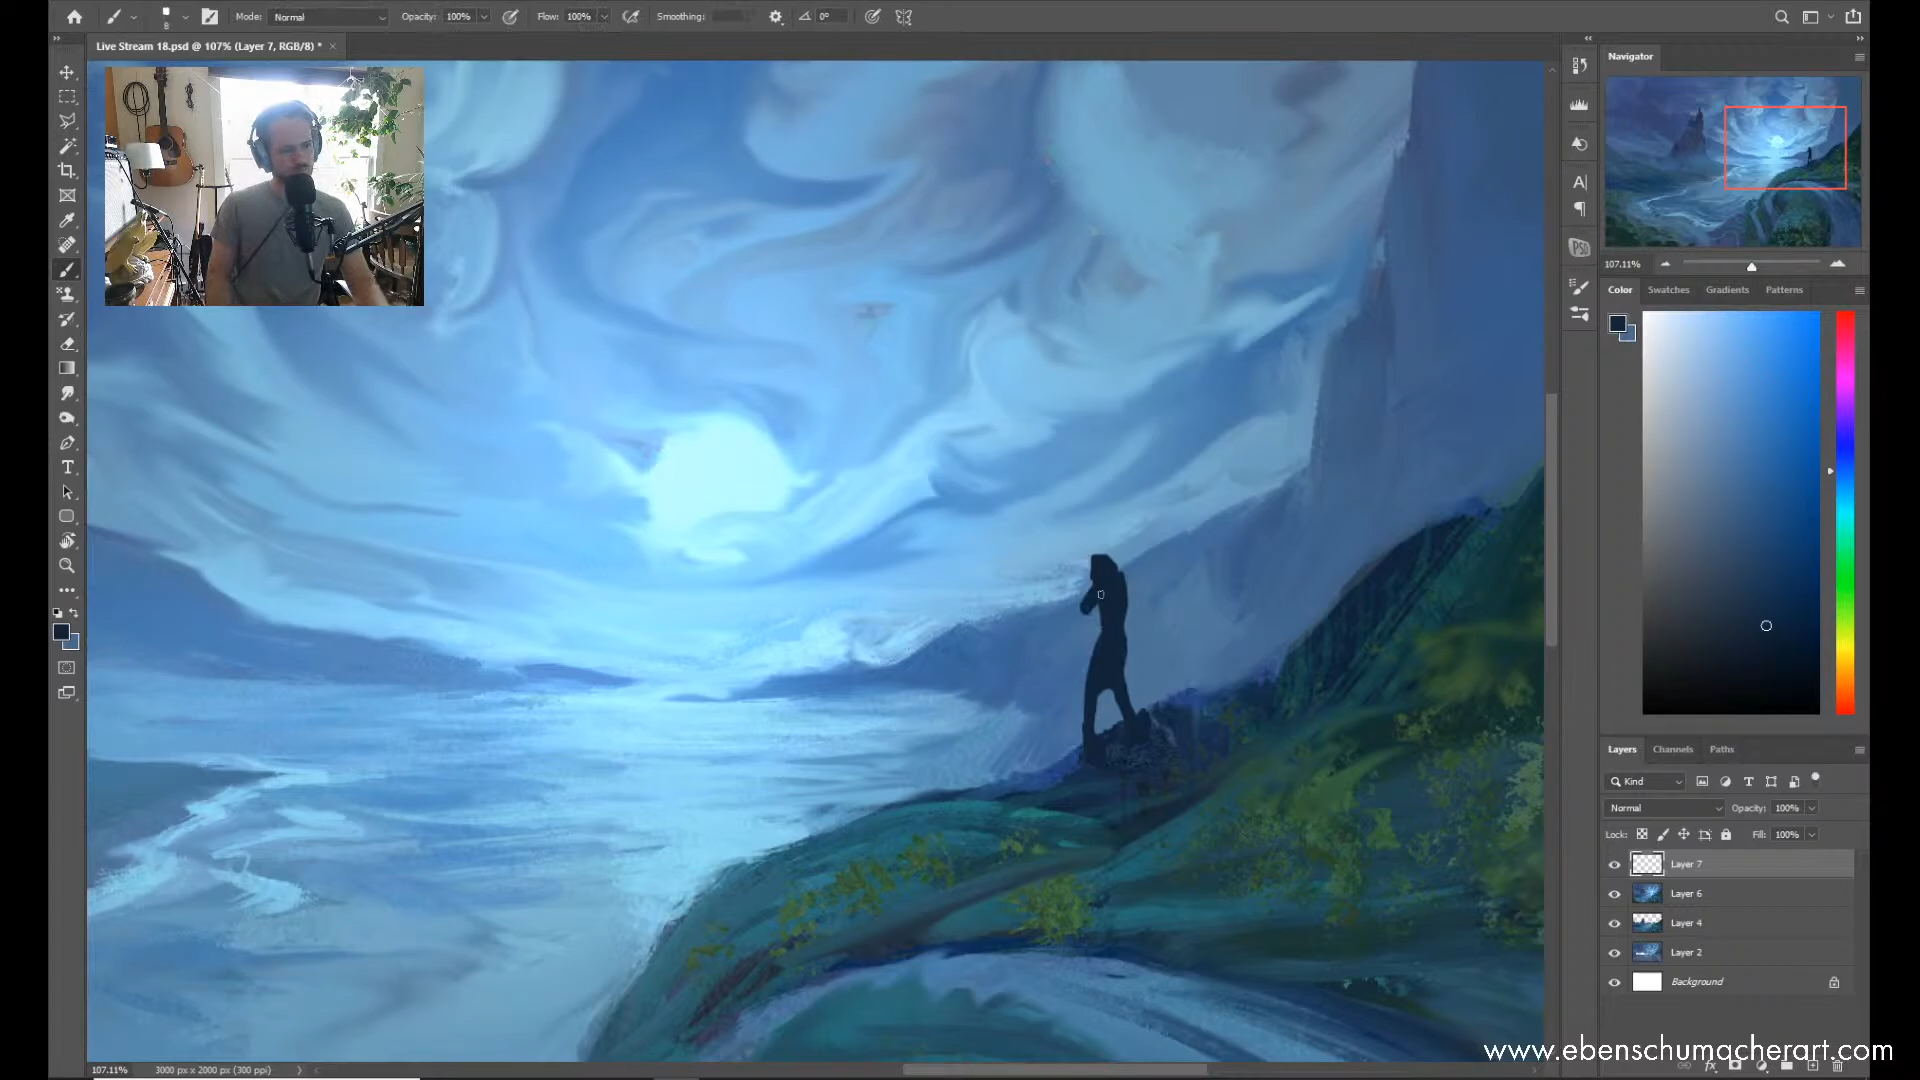 8
Mode: Normal
Opacity: 100%
Flow: 100%
Smoothing:
0°
Live Stream 18.psd @ 107% (Layer 7, RGB/8) *
Navigator
107.11%
Color Swatches Gradients Patterns
Layers Channels Paths
Kind
Normal Opacity: 100%
Lock: Fill: 100%
Layer 7
Layer 6
Layer 4
Layer 2
Background
107.11% 3000 px x 2000 px (300 ppi)
www.ebenschumacherart.com